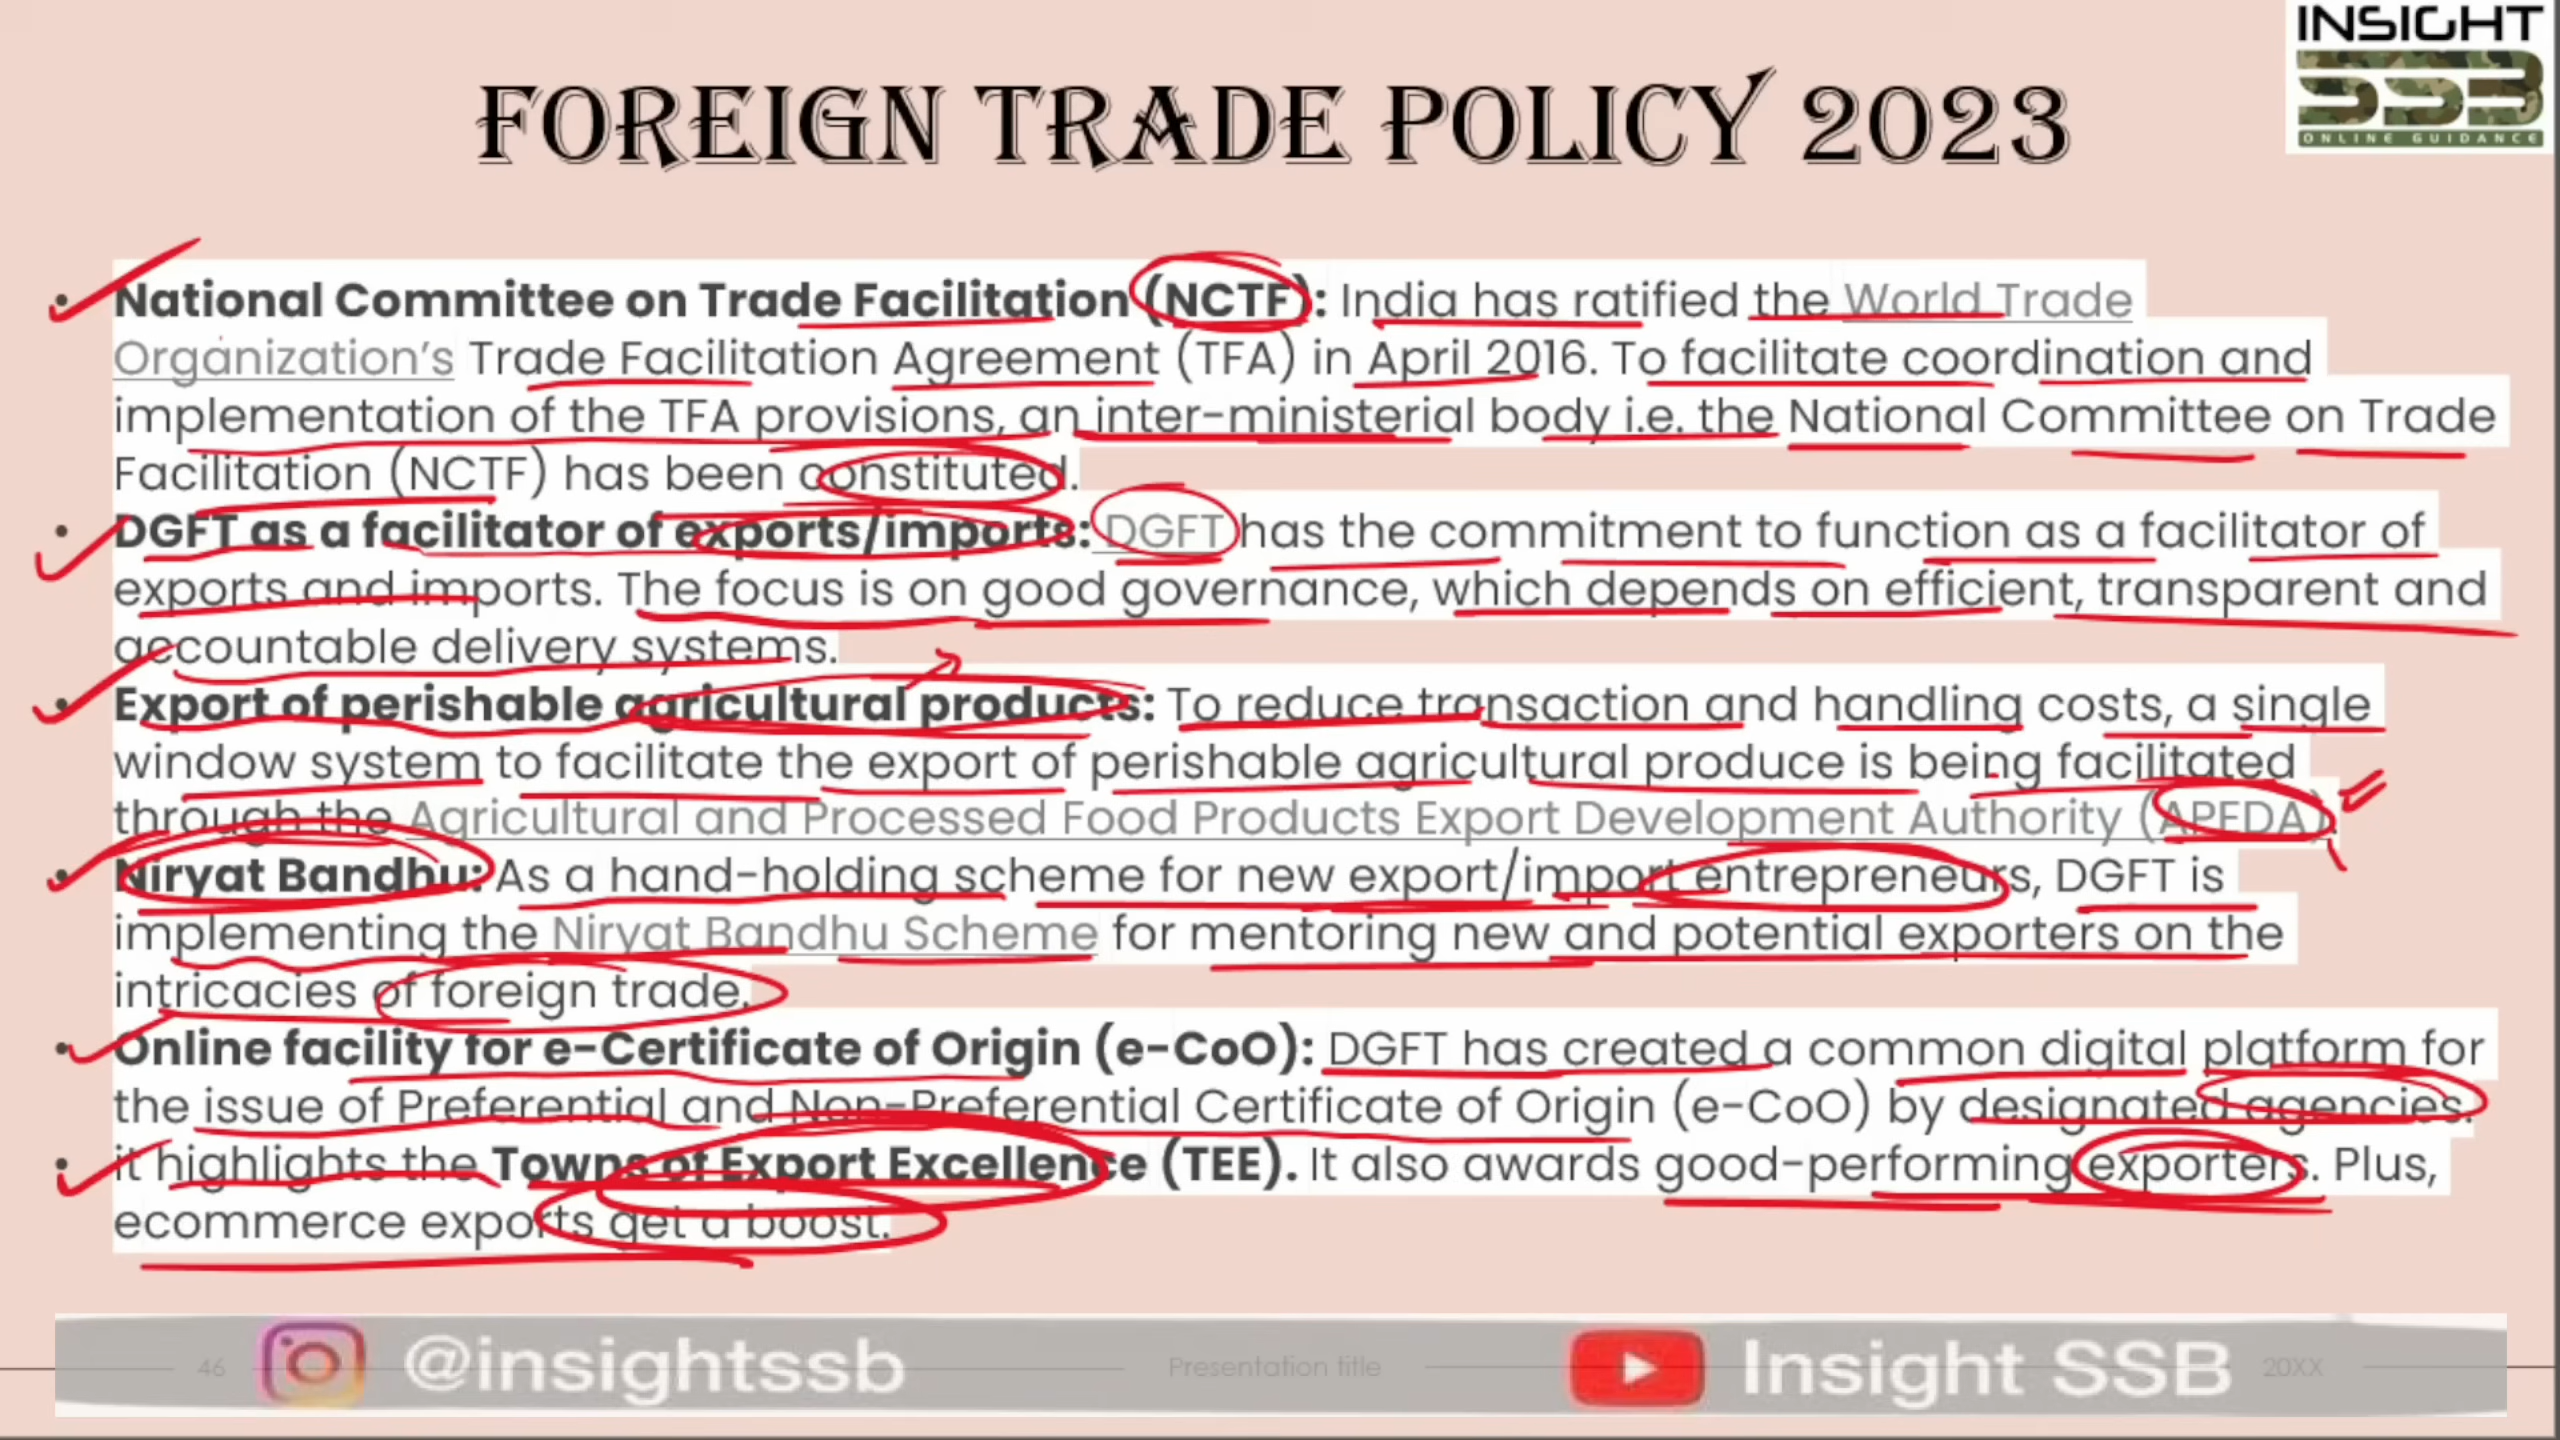 INSIGHT
SSB
ONLINE GUIDANCE
FOREIGN TRADE POLICY 2023
• National Committee on Trade Facilitation (NCTF): India has ratified the World Trade
Organization's Trade Facilitation Agreement (TFA) in April 2016. To facilitate coordination and
implementation of the TFA provisions, an inter-ministerial body i.e. the National Committee on Trade
Facilitation (NCTF) has been constituted.
• DGFT as a facilitator of exports/imports: DGFT has the commitment to function as a facilitator of
exports and imports. The focus is on good governance, which depends on efficient, transparent and
accountable delivery systems.
• Export of perishable agricultural products: To reduce transaction and handling costs, a single
window system to facilitate the export of perishable agricultural produce is being facilitated
through the Agricultural and Processed Food Products Export Development Authority (APEDA).
• Niryat Bandhu: As a hand-holding scheme for new export/import entrepreneurs, DGFT is
implementing the Niryat Bandhu Scheme for mentoring new and potential exporters on the
intricacies of foreign trade.
• Online facility for e-Certificate of Origin (e-CoO): DGFT has created a common digital platform for
the issue of Preferential and Non-Preferential Certificate of Origin (e-CoO) by designated agencies.
• it highlights the Towns of Export Excellence (TEE). It also awards good-performing exporters. Plus,
ecommerce exports get a boost.
46 @insightssb Presentation title Insight SSB 20XX